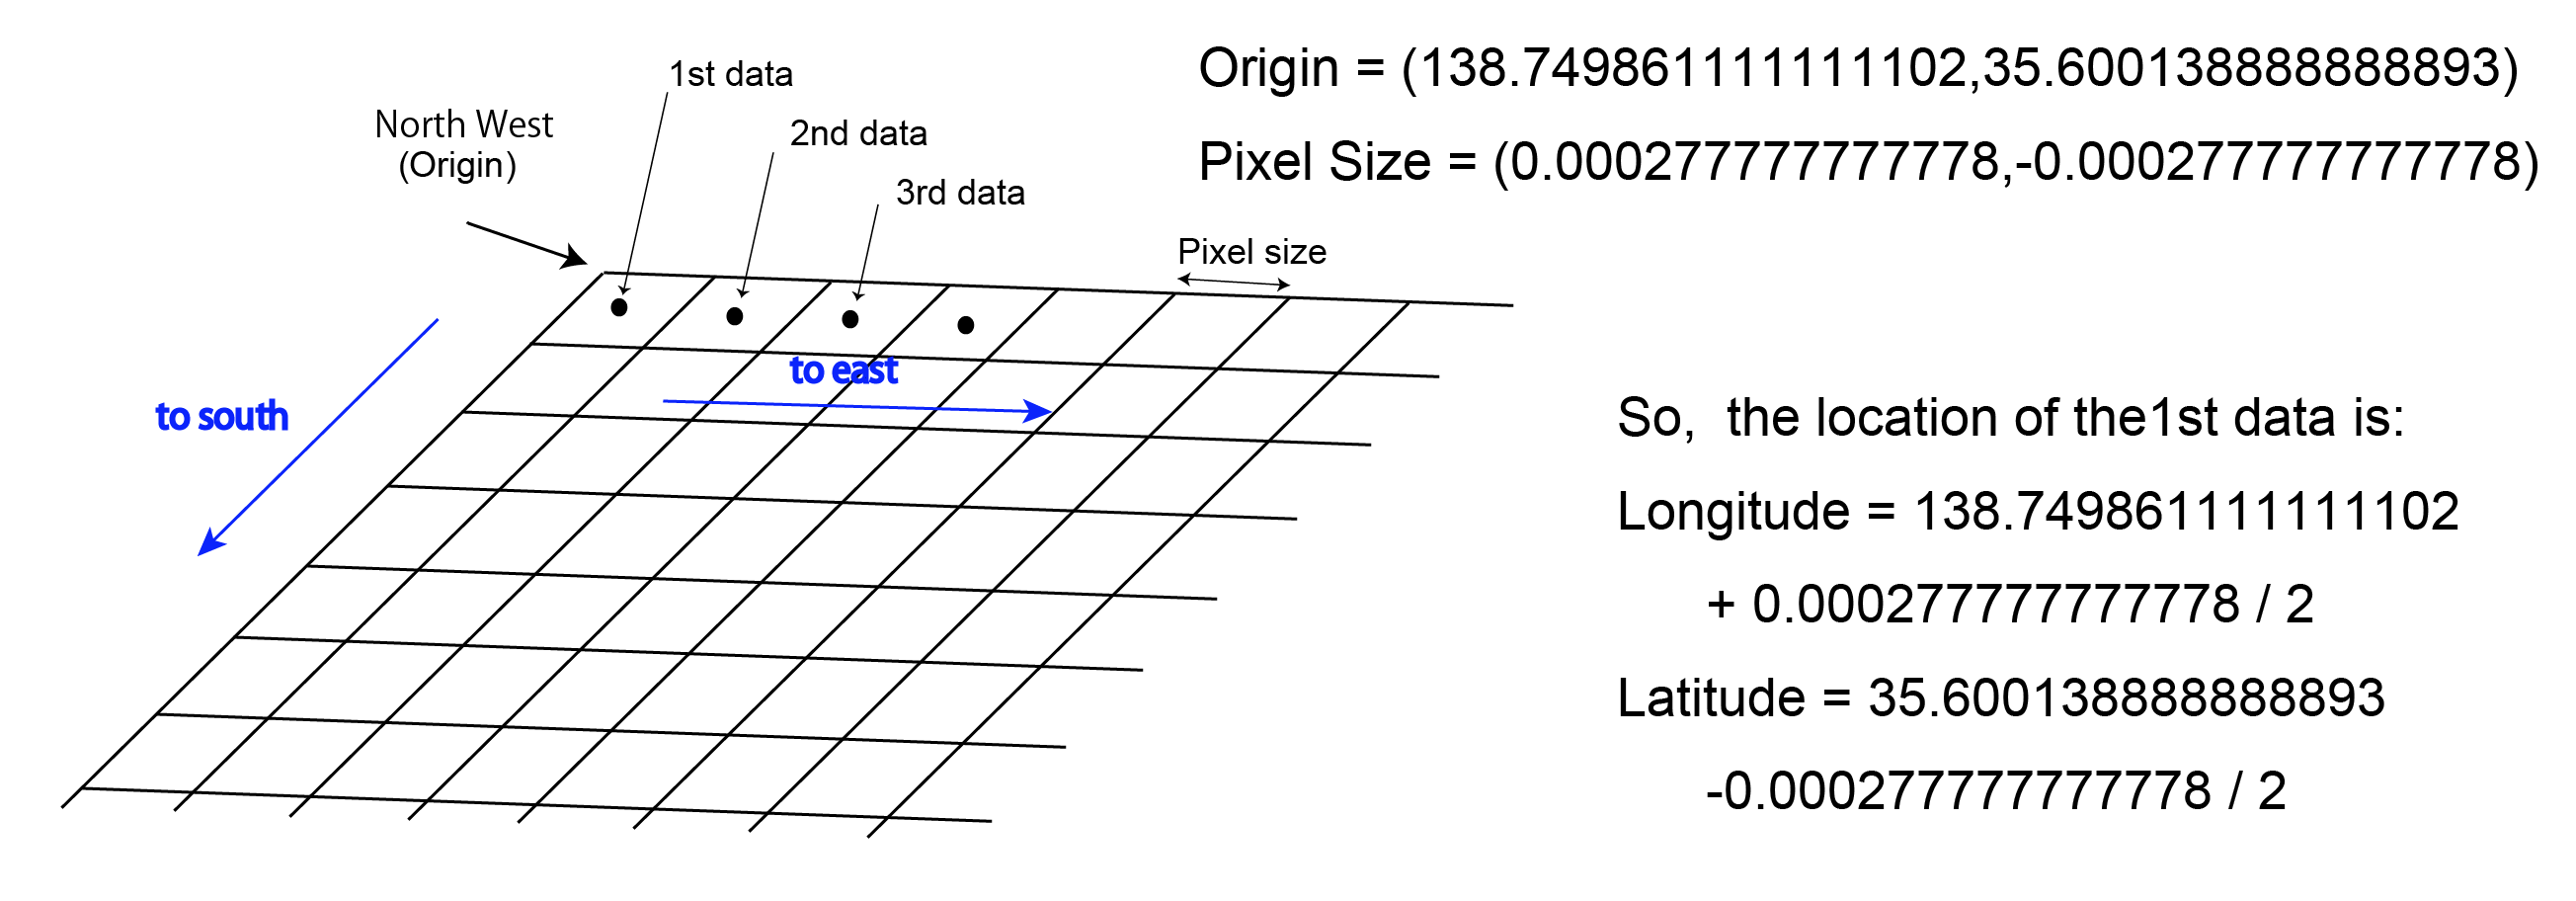 1st data
North West
(Origin)
2nd data
3rd data
Pixel size
to east
to south
Origin = (138.749861111111102,35.600138888888893)
Pixel Size = (0.000277777777778,-0.000277777777778)
So,  the location of the1st data is:
Longitude = 138.749861111111102
+ 0.000277777777778 / 2
Latitude = 35.600138888888893
-0.000277777777778 / 2